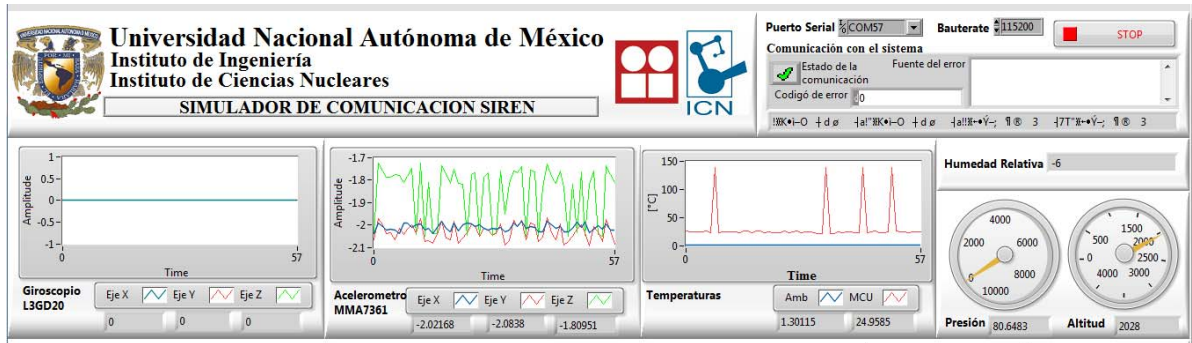 Universidad Nacional Autónoma de México
Instituto de Ingeniería
Instituto de Ciencias Nucleares
SIMULADOR DE COMUNICACION SIREN
ICN
Puerto Serial COM57 Bauterate 115200 STOP
Comunicación con el sistema
Estado de la comunicación Fuente del error
Codigó de error 0
Amplitude
1
0.5
0
-0.5
-1
0 57
Time
Giroscopio L3GD20 Eje X Eje Y Eje Z
0 0 0
Amplitude
-1.7
-1.8
-1.9
-2
-2.1
0 57
Time
Acelerometro MMA7361 Eje X Eje Y Eje Z
-2.02168 -2.0838 -1.80951
[°C]
150
100
50
0
0 57
Time
Temperaturas Amb MCU
1.30115 24.9585
Humedad Relativa -6
0 2000 4000 6000 8000 10000
Presión 80.6483
0 500 1500 2000 2500 3000 4000
Altitud 2028